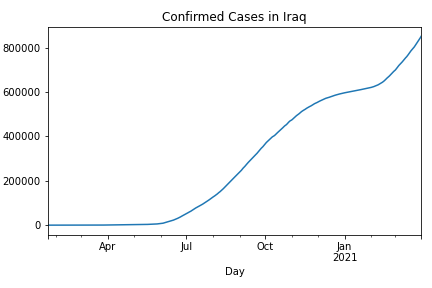 Confirmed Cases in Iraq
800000
600000
400000
200000
0
Apr
Jul
Oct
Jan
2021
Day